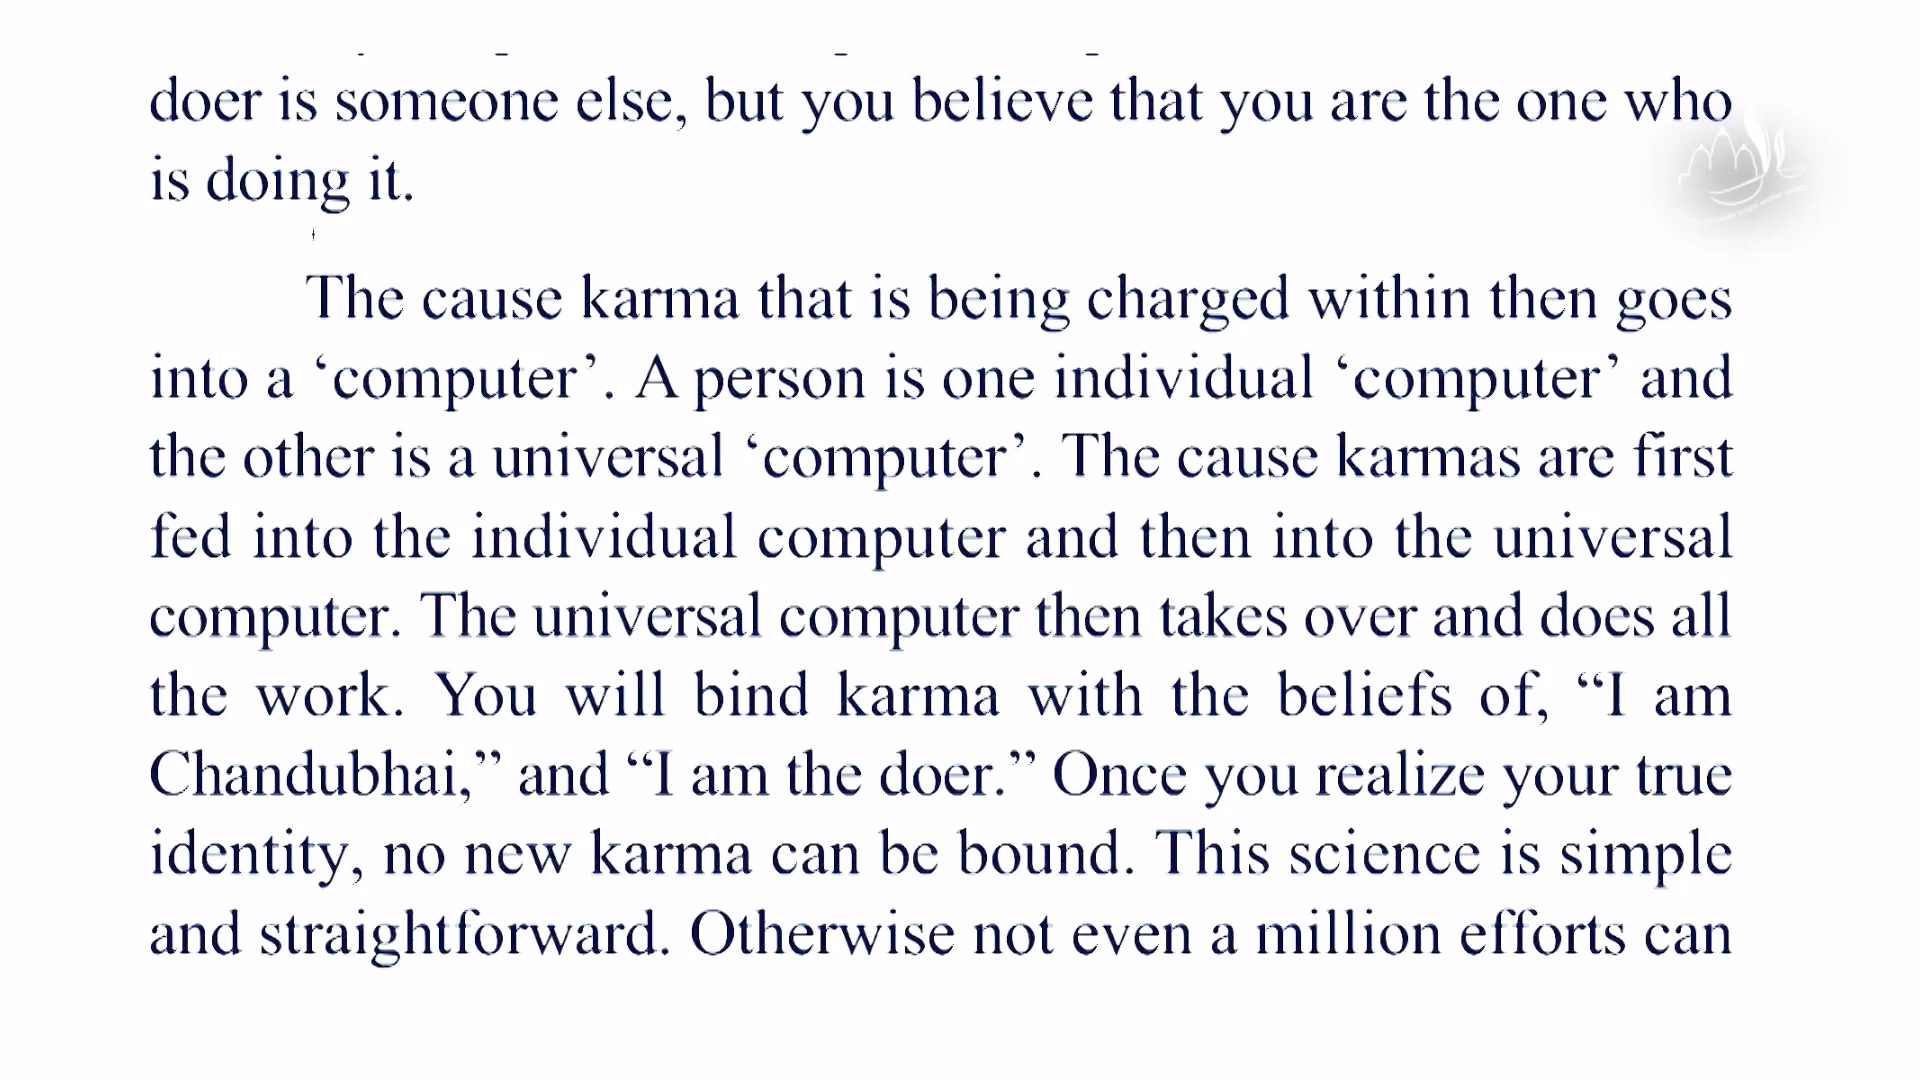 doer is someone else, but you believe that you are the one who
is doing it.
The cause karma that is being charged within then goes
into a ‘computer’. A person is one individual ‘computer’ and
the other is a universal ‘computer’. The cause karmas are first
fed into the individual computer and then into the universal
computer. The universal computer then takes over and does all
the work. You will bind karma with the beliefs of, “I am
Chandubhai,” and “I am the doer.” Once you realize your true
identity, no new karma can be bound. This science is simple
and straightforward. Otherwise not even a million efforts can